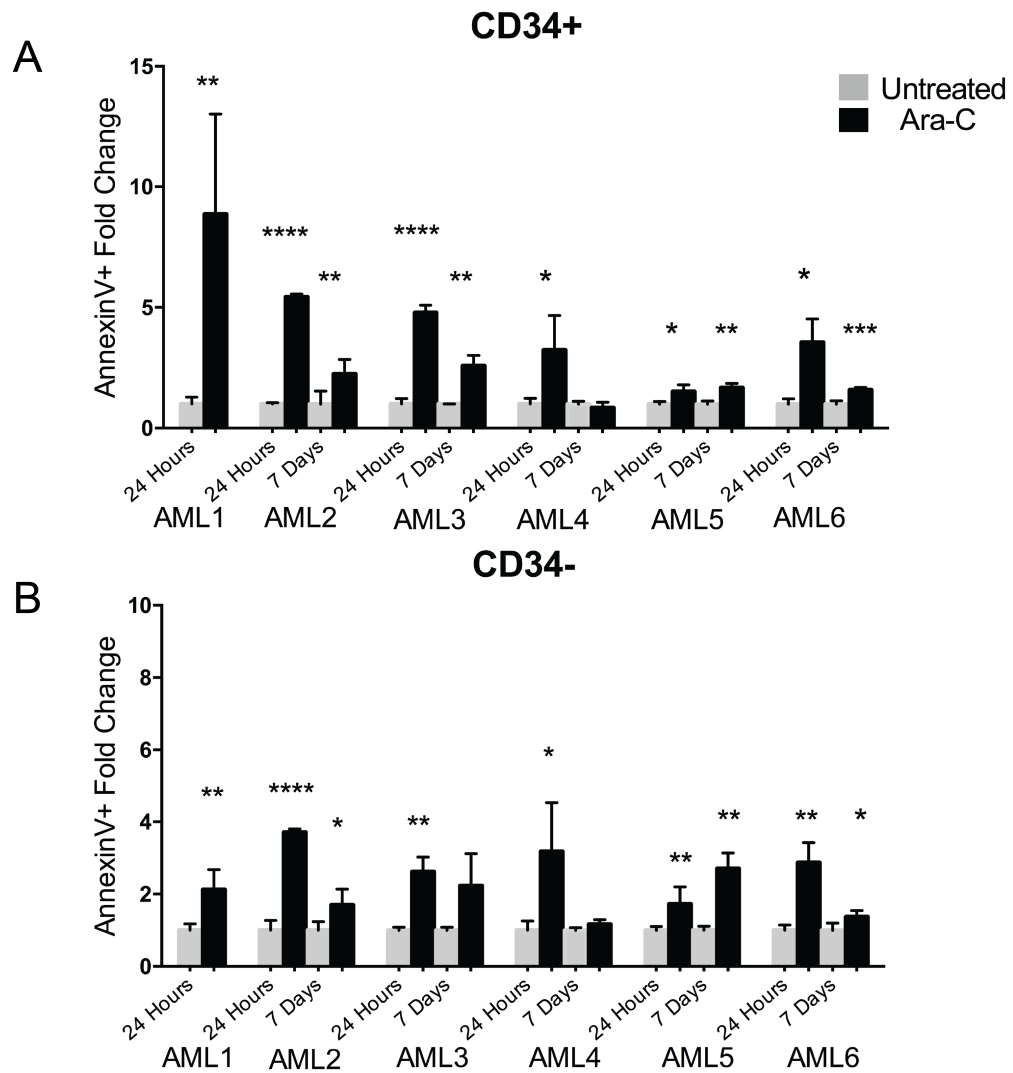 CD34+
A
Untreated
Ara-C
AnnexinV+ Fold Change
15
10
5
0
**
**** **
**** **
*
* **
* ***
24 Hours 24 Hours 7 Days 24 Hours 7 Days 24 Hours 7 Days 24 Hours 7 Days 24 Hours 7 Days
AML1 AML2 AML3 AML4 AML5 AML6
CD34-
B
AnnexinV+ Fold Change
10
8
6
4
2
0
**
**** *
**
*
** **
** *
24 Hours 24 Hours 7 Days 24 Hours 7 Days 24 Hours 7 Days 24 Hours 7 Days 24 Hours 7 Days
AML1 AML2 AML3 AML4 AML5 AML6